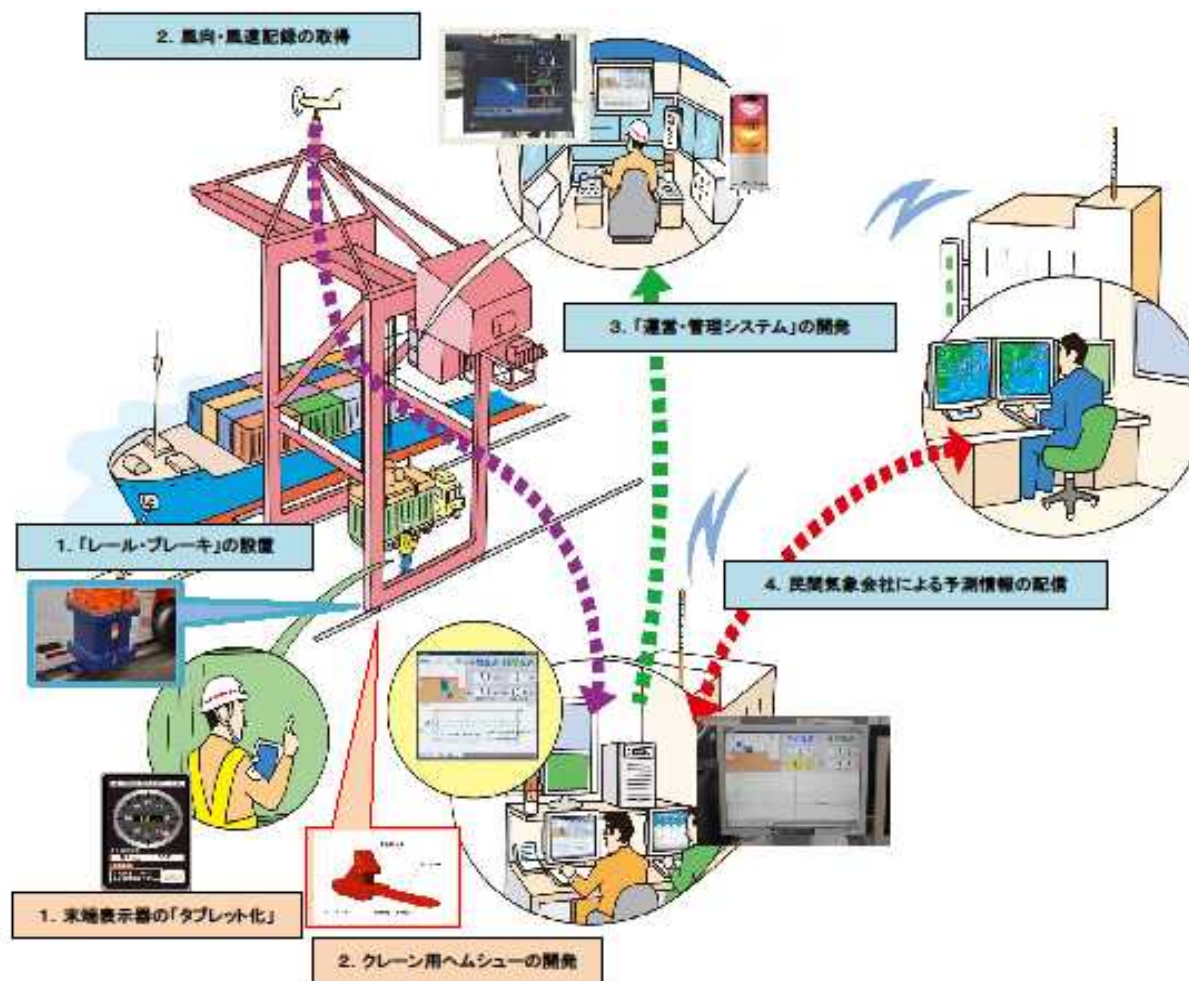 2. 風向・風速記録の取得
3. 「運営・管理システム」の開発
1. 「レール・ブレーキ」の設置
4. 民間気象会社による予測情報の配信
1. 末端表示器の「タブレット化」
2. クレーン用ヘムシューの開発